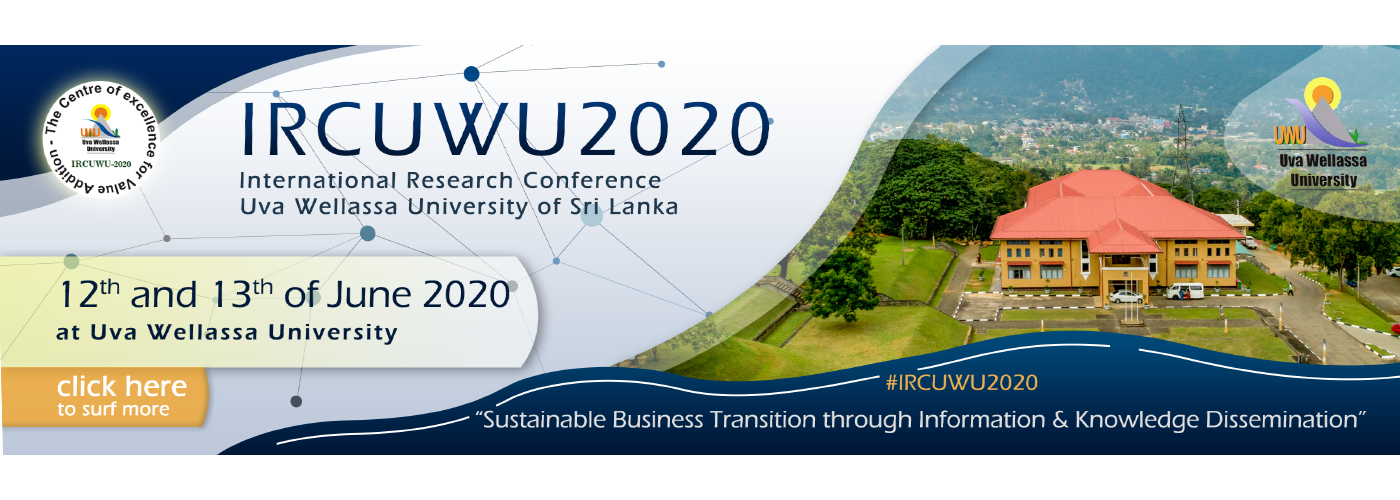 The Centre of excellence for Value Addition -
UWU
Uva Wellassa
University
IRCUWU-2020
IRCUWU2020
International Research Conference
Uva Wellassa University of Sri Lanka
12th and 13th of June 2020
at Uva Wellassa University
click here
to surf more
UWU
Uva Wellassa
University
#IRCUWU2020
“Sustainable Business Transition through Information & Knowledge Dissemination”